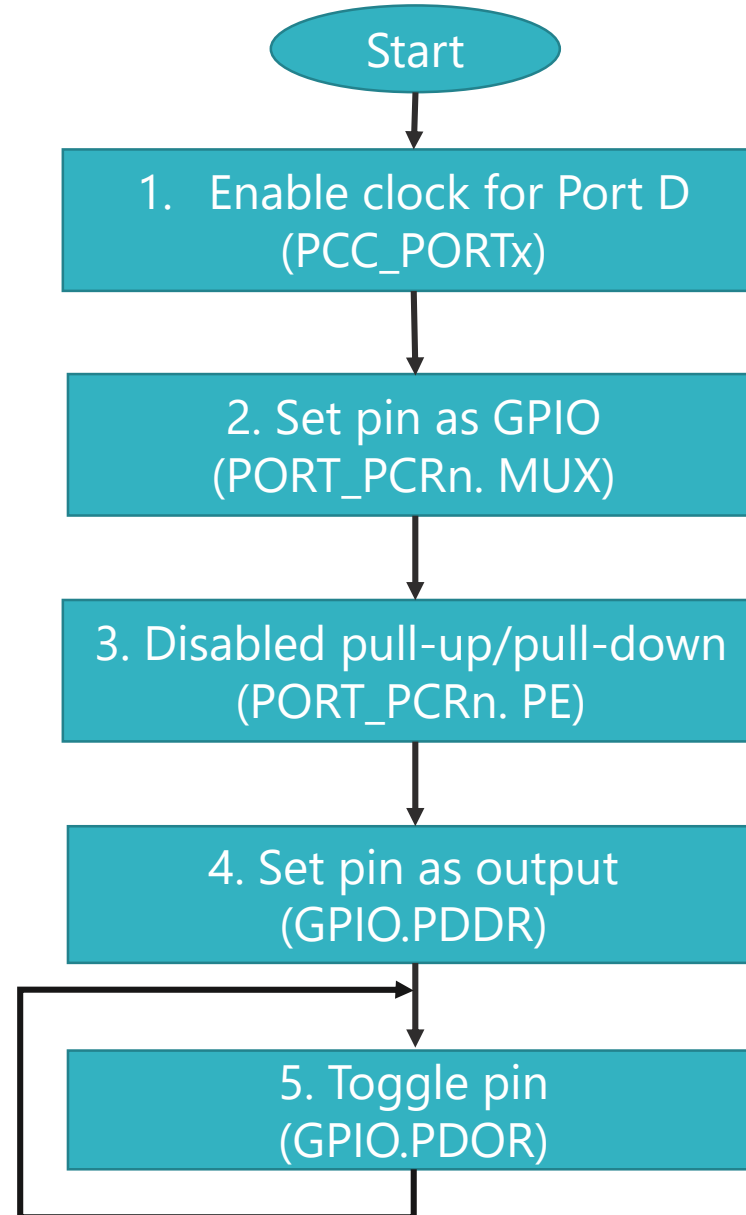 Start
1. Enable clock for Port D
(PCC_PORTx)
2. Set pin as GPIO
(PORT_PCRn. MUX)
3. Disabled pull-up/pull-down
(PORT_PCRn. PE)
4. Set pin as output
(GPIO.PDDR)
5. Toggle pin
(GPIO.PDOR)